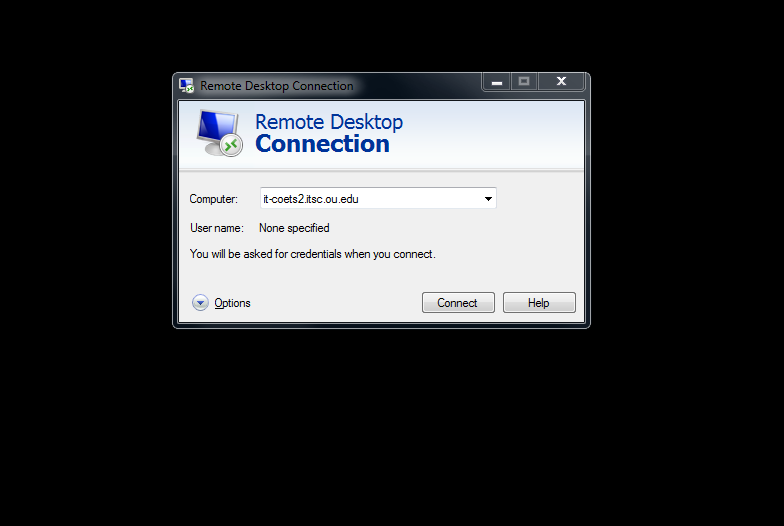 Remote Desktop Connection
Remote Desktop
Connection
Computer: it-coets2.itsc.ou.edu
User name: None specified
You will be asked for credentials when you connect.
Options Connect Help